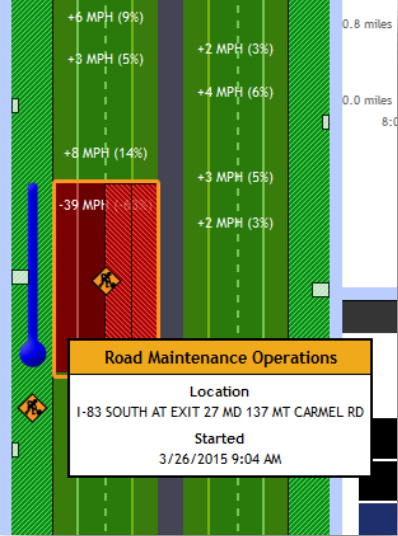 +6 MPH (9%)
+3 MPH (5%)
+2 MPH (3%)
+4 MPH (6%)
+8 MPH (14%)
+3 MPH (5%)
-39 MPH (-63%)
+2 MPH (3%)
0.8 miles
0.0 miles
8:0
Road Maintenance Operations
Location
I-83 SOUTH AT EXIT 27 MD 137 MT CARMEL RD
Started
3/26/2015 9:04 AM